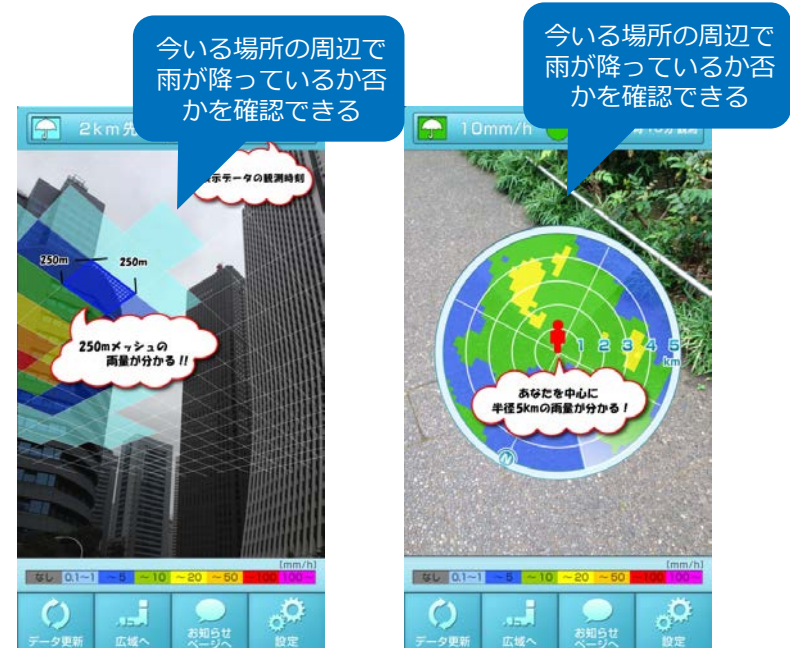 今いる場所の周辺で
雨が降っているか否
かを確認できる
2km先
示データの観測時刻
250m
250m
250mメッシュの
雨量が分かる!!
[mm/h]
なし 0.1~1 ~5 ~10 ~20 ~50 ~100 100~
データ更新
広域へ
お知らせ
ページへ
設定
今いる場所の周辺で
雨が降っているか否
かを確認できる
10mm/h
1 2 3 4 5
km
あなたを中心に
半径5kmの雨量が分かる!
N
[mm/h]
なし 0.1~1 ~5 ~10 ~20 ~50 ~100 100~
データ更新
広域へ
お知らせ
ページへ
設定